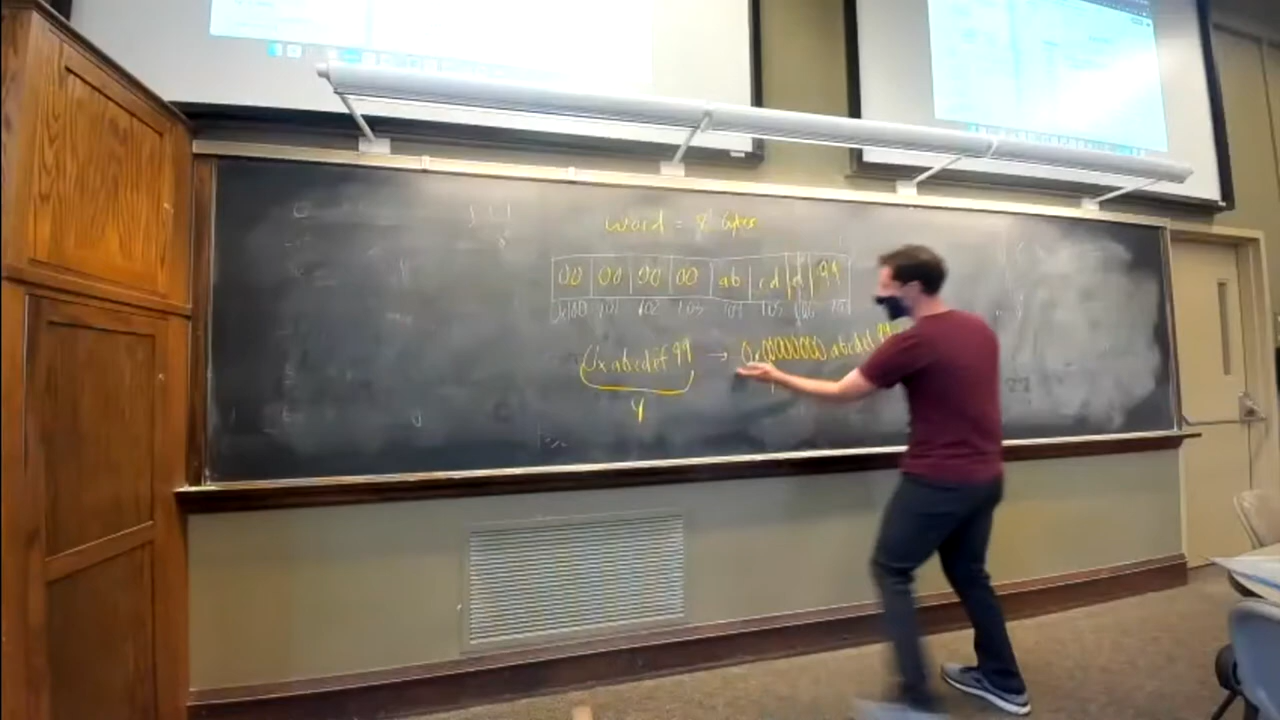 word = 8 bytes
00 00 00 00 ab cd ef 99
0x100 101 102 103 104 105 106 107
0xabcdef99 → 0x00000000abcdef99
4